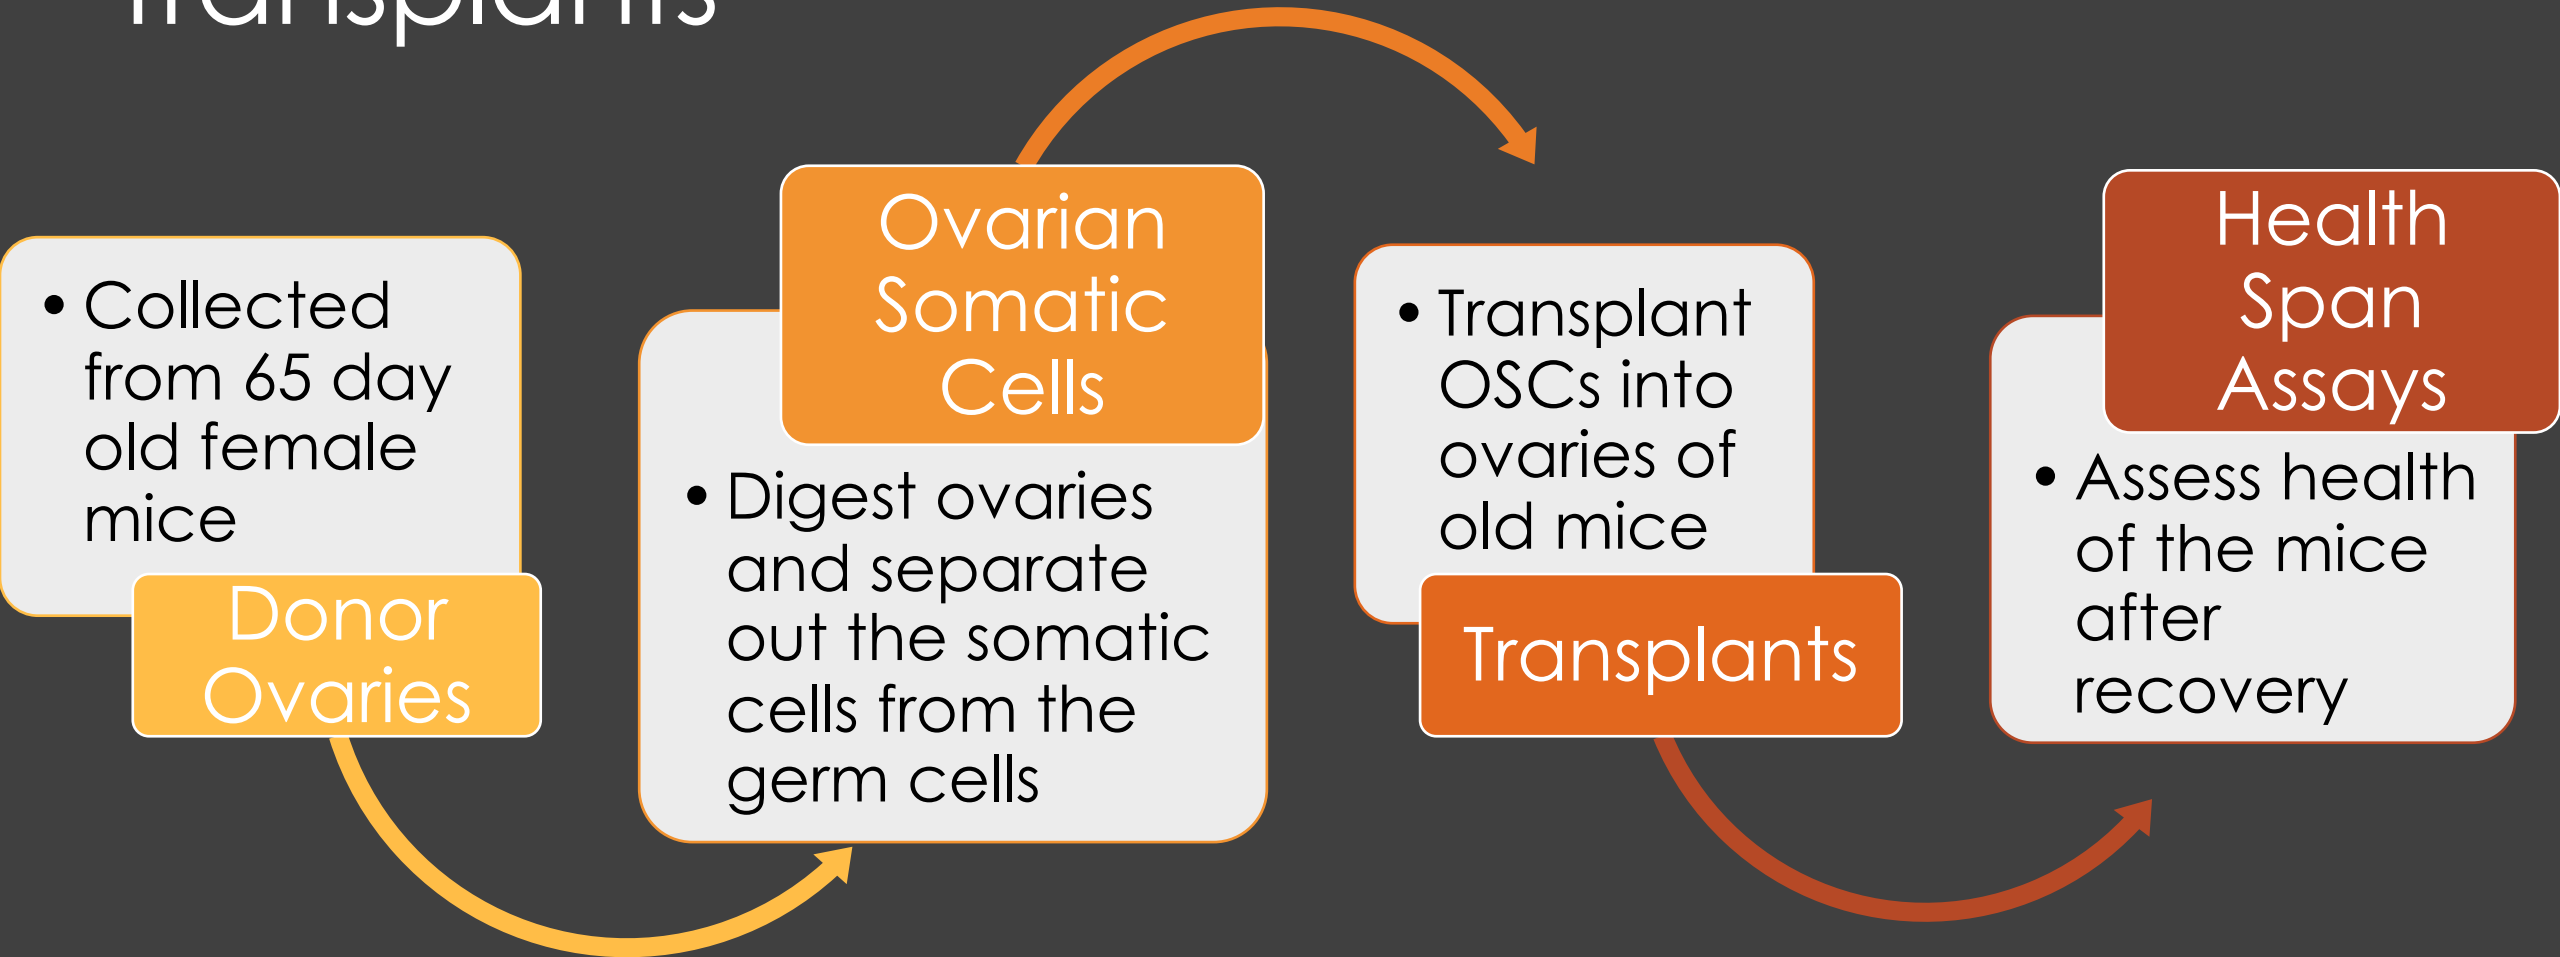 Transplants
• Collected
from 65 day
old female
mice
Donor
Ovaries
Ovarian
Somatic
Cells
• Digest ovaries
and separate
out the somatic
cells from the
germ cells
• Transplant
OSCs into
ovaries of
old mice
Transplants
Health
Span
Assays
• Assess health
of the mice
after
recovery